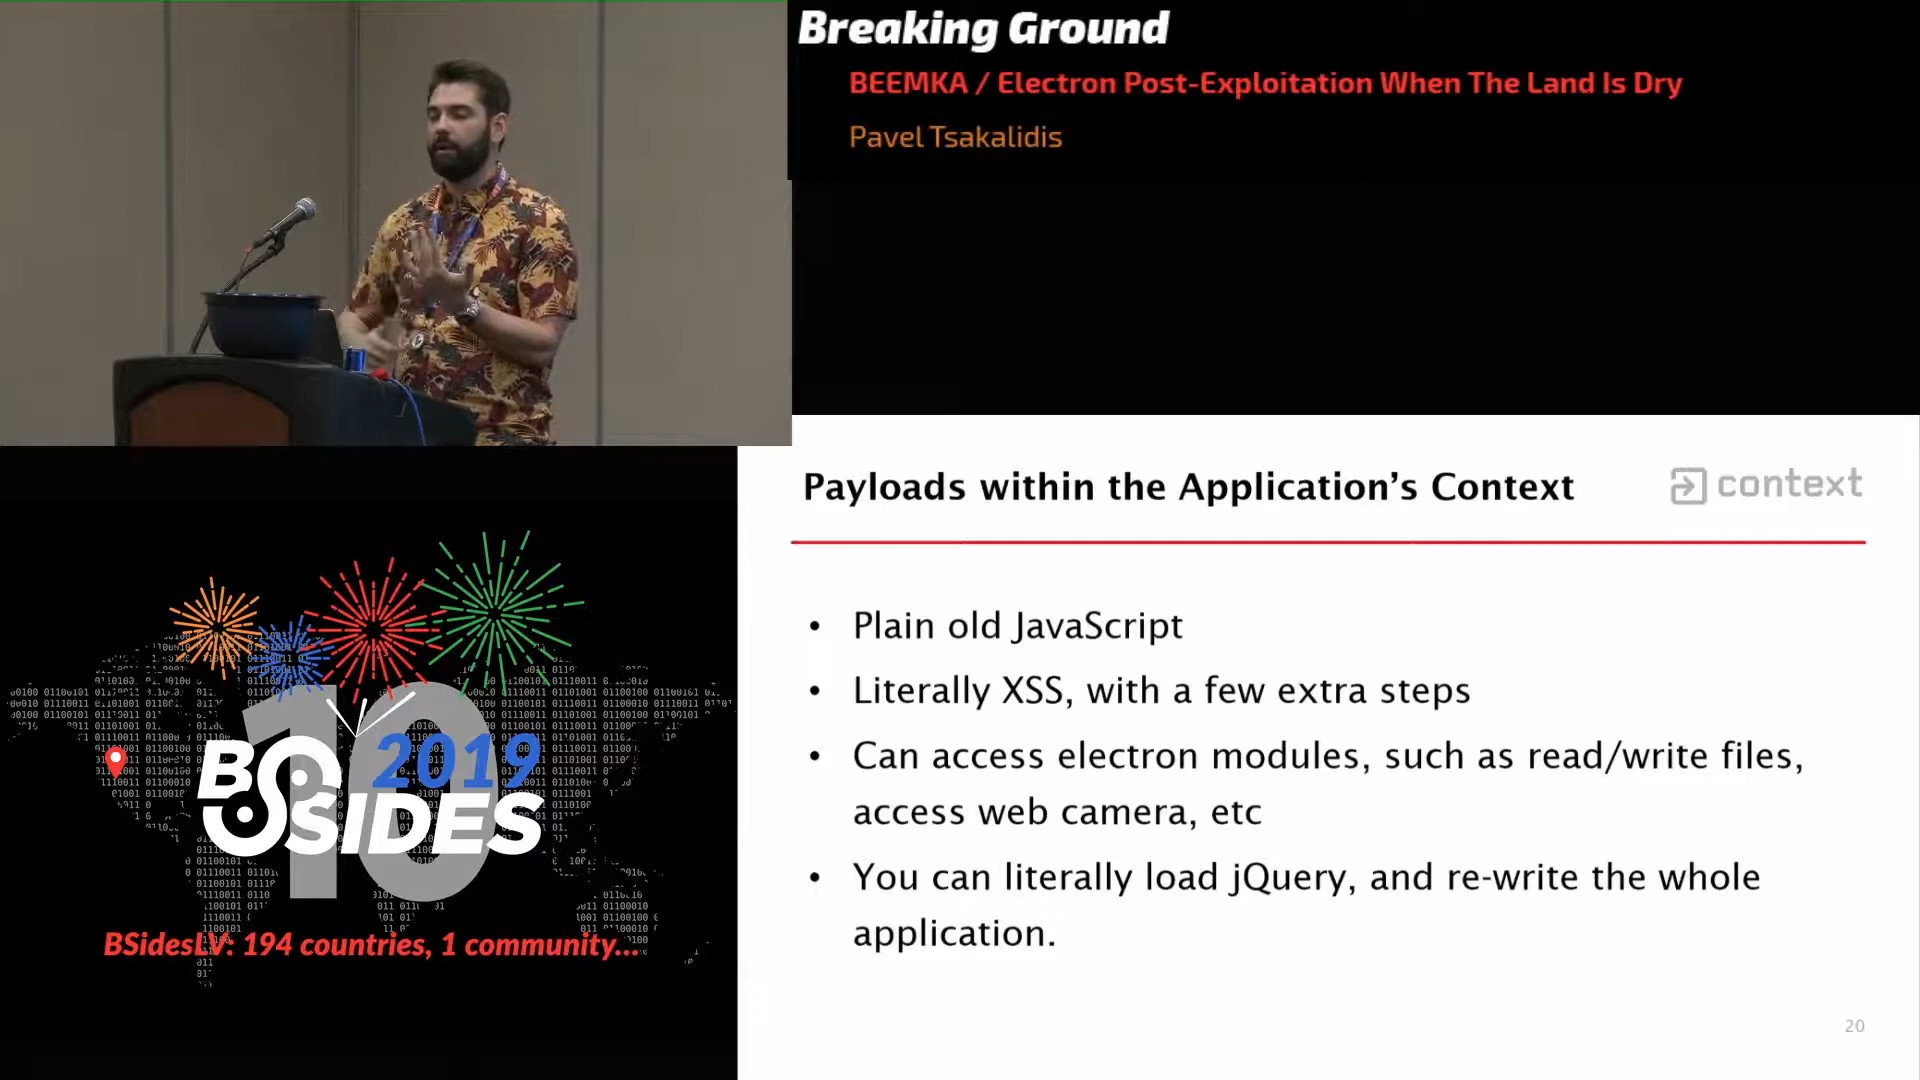 Breaking Ground
BEEMKA / Electron Post-Exploitation When The Land Is Dry
Pavel Tsakalidis
Payloads within the Application’s Context
context
• Plain old JavaScript
• Literally XSS, with a few extra steps
• Can access electron modules, such as read/write files,
access web camera, etc
• You can literally load jQuery, and re-write the whole
application.
20
10
2019
BSIDES
BSidesLV: 194 countries, 1 community...